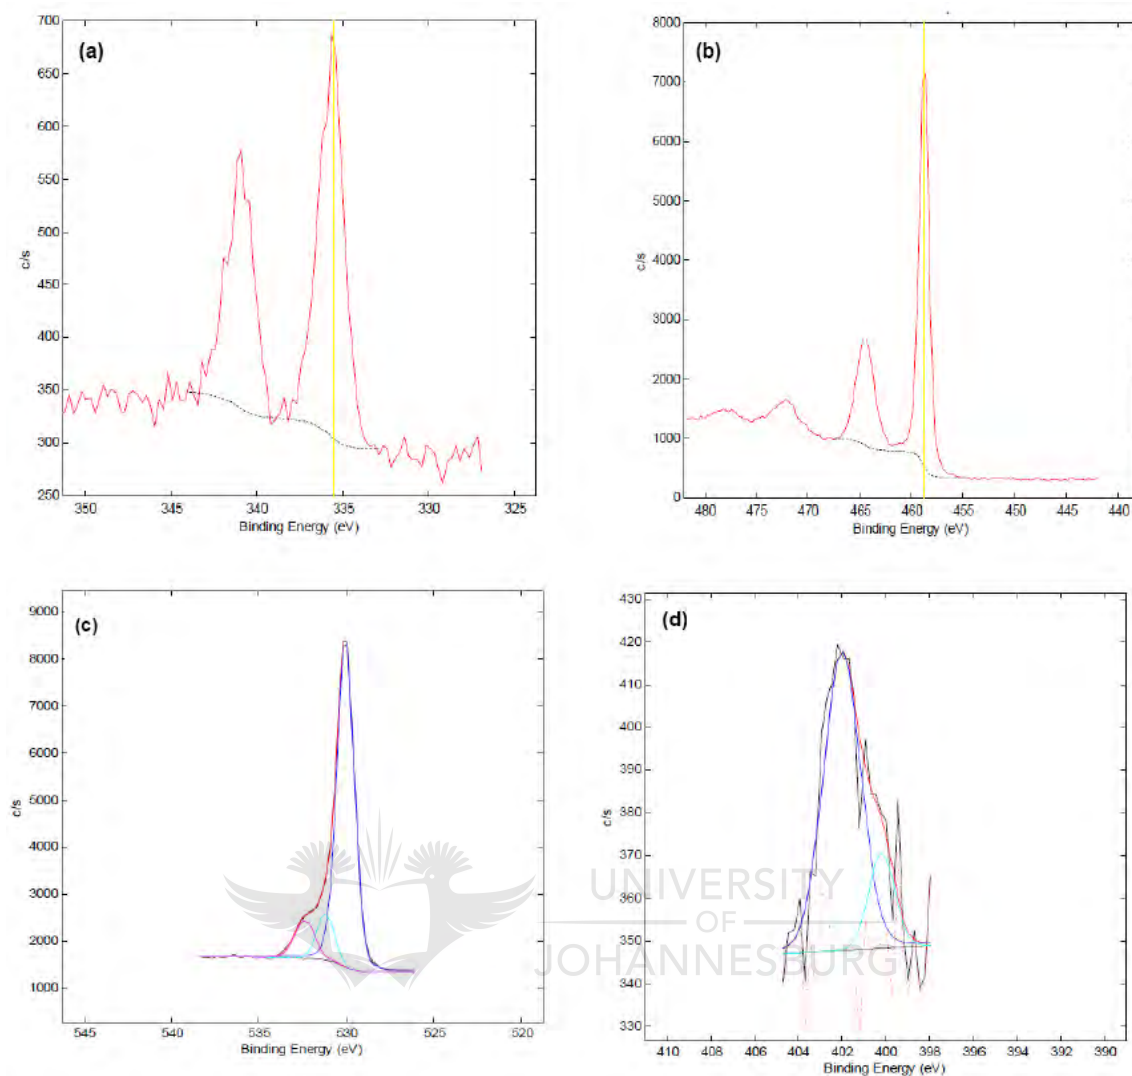 (a)
700
650
600
550
500
450
400
350
300
250
c/s
350 345 340 335 330 325
Binding Energy (eV)
(b)
8000
7000
6000
5000
4000
3000
2000
1000
0
c/s
480 475 470 465 460 455 450 445 440
Binding Energy (eV)
(c)
9000
8000
7000
6000
5000
4000
3000
2000
1000
c/s
545 540 535 530 525 520
Binding Energy (eV)
(d)
430
420
410
400
390
380
370
360
350
340
330
c/s
410 408 406 404 402 400 398 396 394 392 390
Binding Energy (eV)
UNIVERSITY
OF
JOHANNESBURG